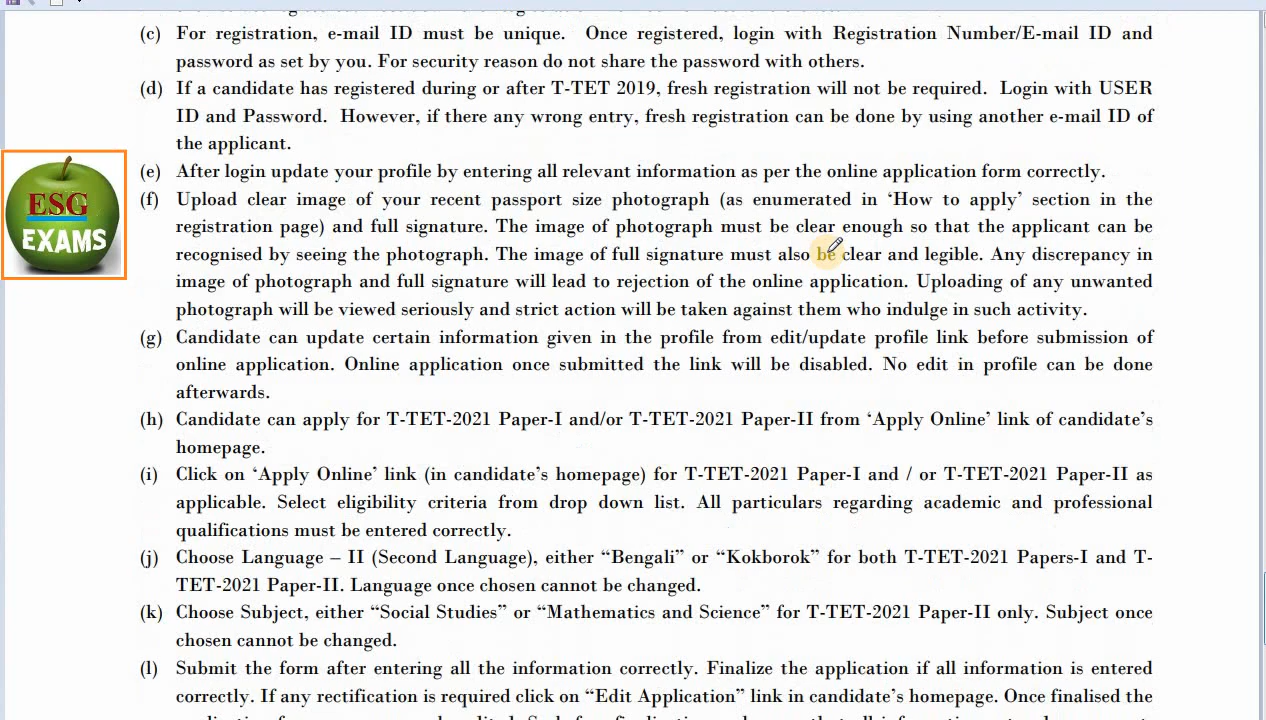 (c) For registration, e-mail ID must be unique. Once registered, login with Registration Number/E-mail ID and
password as set by you. For security reason do not share the password with others.
(d) If a candidate has registered during or after T-TET 2019, fresh registration will not be required. Login with USER
ID and Password. However, if there any wrong entry, fresh registration can be done by using another e-mail ID of
the applicant.
(e) After login update your profile by entering all relevant information as per the online application form correctly.
(f) Upload clear image of your recent passport size photograph (as enumerated in ‘How to apply’ section in the
registration page) and full signature. The image of photograph must be clear enough so that the applicant can be
recognised by seeing the photograph. The image of full signature must also be clear and legible. Any discrepancy in
image of photograph and full signature will lead to rejection of the online application. Uploading of any unwanted
photograph will be viewed seriously and strict action will be taken against them who indulge in such activity.
(g) Candidate can update certain information given in the profile from edit/update profile link before submission of
online application. Online application once submitted the link will be disabled. No edit in profile can be done
afterwards.
(h) Candidate can apply for T-TET-2021 Paper-I and/or T-TET-2021 Paper-II from ‘Apply Online’ link of candidate’s
homepage.
(i) Click on ‘Apply Online’ link (in candidate’s homepage) for T-TET-2021 Paper-I and / or T-TET-2021 Paper-II as
applicable. Select eligibility criteria from drop down list. All particulars regarding academic and professional
qualifications must be entered correctly.
(j) Choose Language – II (Second Language), either “Bengali” or “Kokborok” for both T-TET-2021 Papers-I and T-
TET-2021 Paper-II. Language once chosen cannot be changed.
(k) Choose Subject, either “Social Studies” or “Mathematics and Science” for T-TET-2021 Paper-II only. Subject once
chosen cannot be changed.
(l) Submit the form after entering all the information correctly. Finalize the application if all information is entered
correctly. If any rectification is required click on “Edit Application” link in candidate’s homepage. Once finalised the
ESG
EXAMS